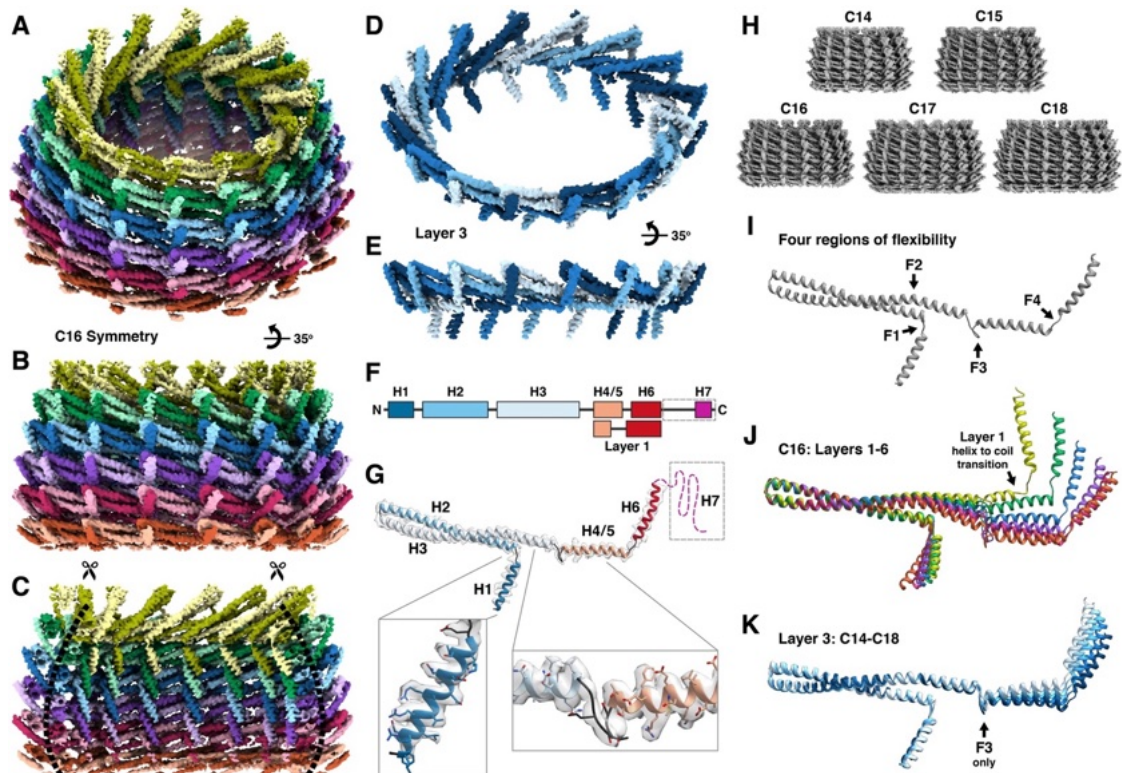 A
C16 Symmetry
35°
B
C
D
Layer 3
35°
E
F
H1 H2 H3 H4/5 H6 H7
N C
Layer 1
G
H2
H3
H1
H4/5
H6
H7
H
C14 C15
C16 C17 C18
I
Four regions of flexibility
F2
F4
F1
F3
J
C16: Layers 1-6
Layer 1
helix to coil
transition
K
Layer 3: C14-C18
F3
only